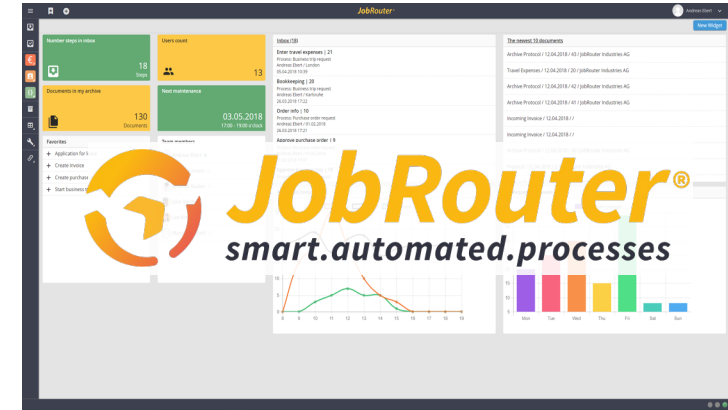 JobRouter
Andreas Ebert
New Widget
Number steps in inbox
18
Steps
Users count
13
Documents in my archive
130
Documents
Next maintenance
03.05.2018
17:00 - 19:00 o'clock
Favorites
+ Application for
+ Create invoice
+ Create purchase
+ Start business
Team members
Inbox (18)
Enter travel expenses | 21
Process: Business trip request
Andreas Ebert / London
05.04.2018 10:39
Bookkeeping | 20
Process: Business trip request
Andreas Ebert / Karlsruhe
26.03.2018 17:22
Order info | 10
Process: Purchase order request
Andreas Ebert / 01.02.2018
26.03.2018 17:21
Approve purchase order | 9
The newest 10 documents
Archive Protocol / 12.04.2018 / 43 / JobRouter Industries AG
Travel Expenses / 12.04.2018 / 20 / JobRouter Industries AG
Archive Protocol / 12.04.2018 / 42 / JobRouter Industries AG
Archive Protocol / 12.04.2018 / 41 / JobRouter Industries AG
Incoming Invoice / 12.04.2018 / /
Incoming Invoice / 12.04.2018 / /
JobRouter®
smart.automated.processes
10
5
8 9 10 11 12 13 14 15 16 17 18 19
15
10
5
Mon Tue Wed Thu Fri Sat Sun